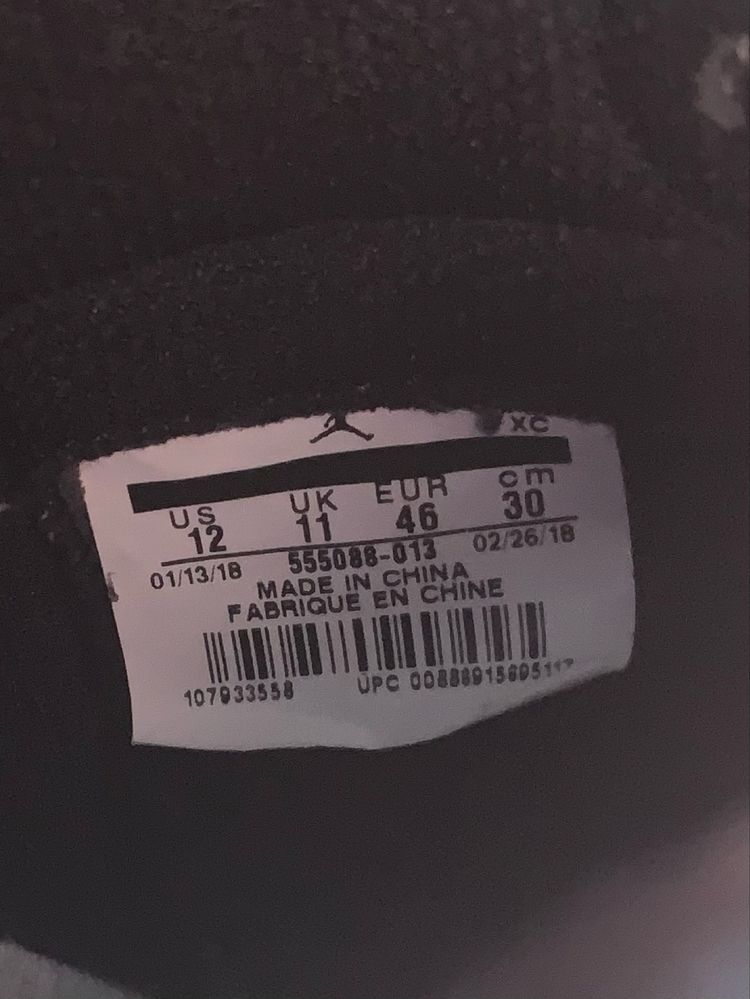 XC
US UK EUR cm
12 11 46 30
01/13/18 555088-013 02/26/18
MADE IN CHINA
FABRIQUE EN CHINE
107933558 UPC